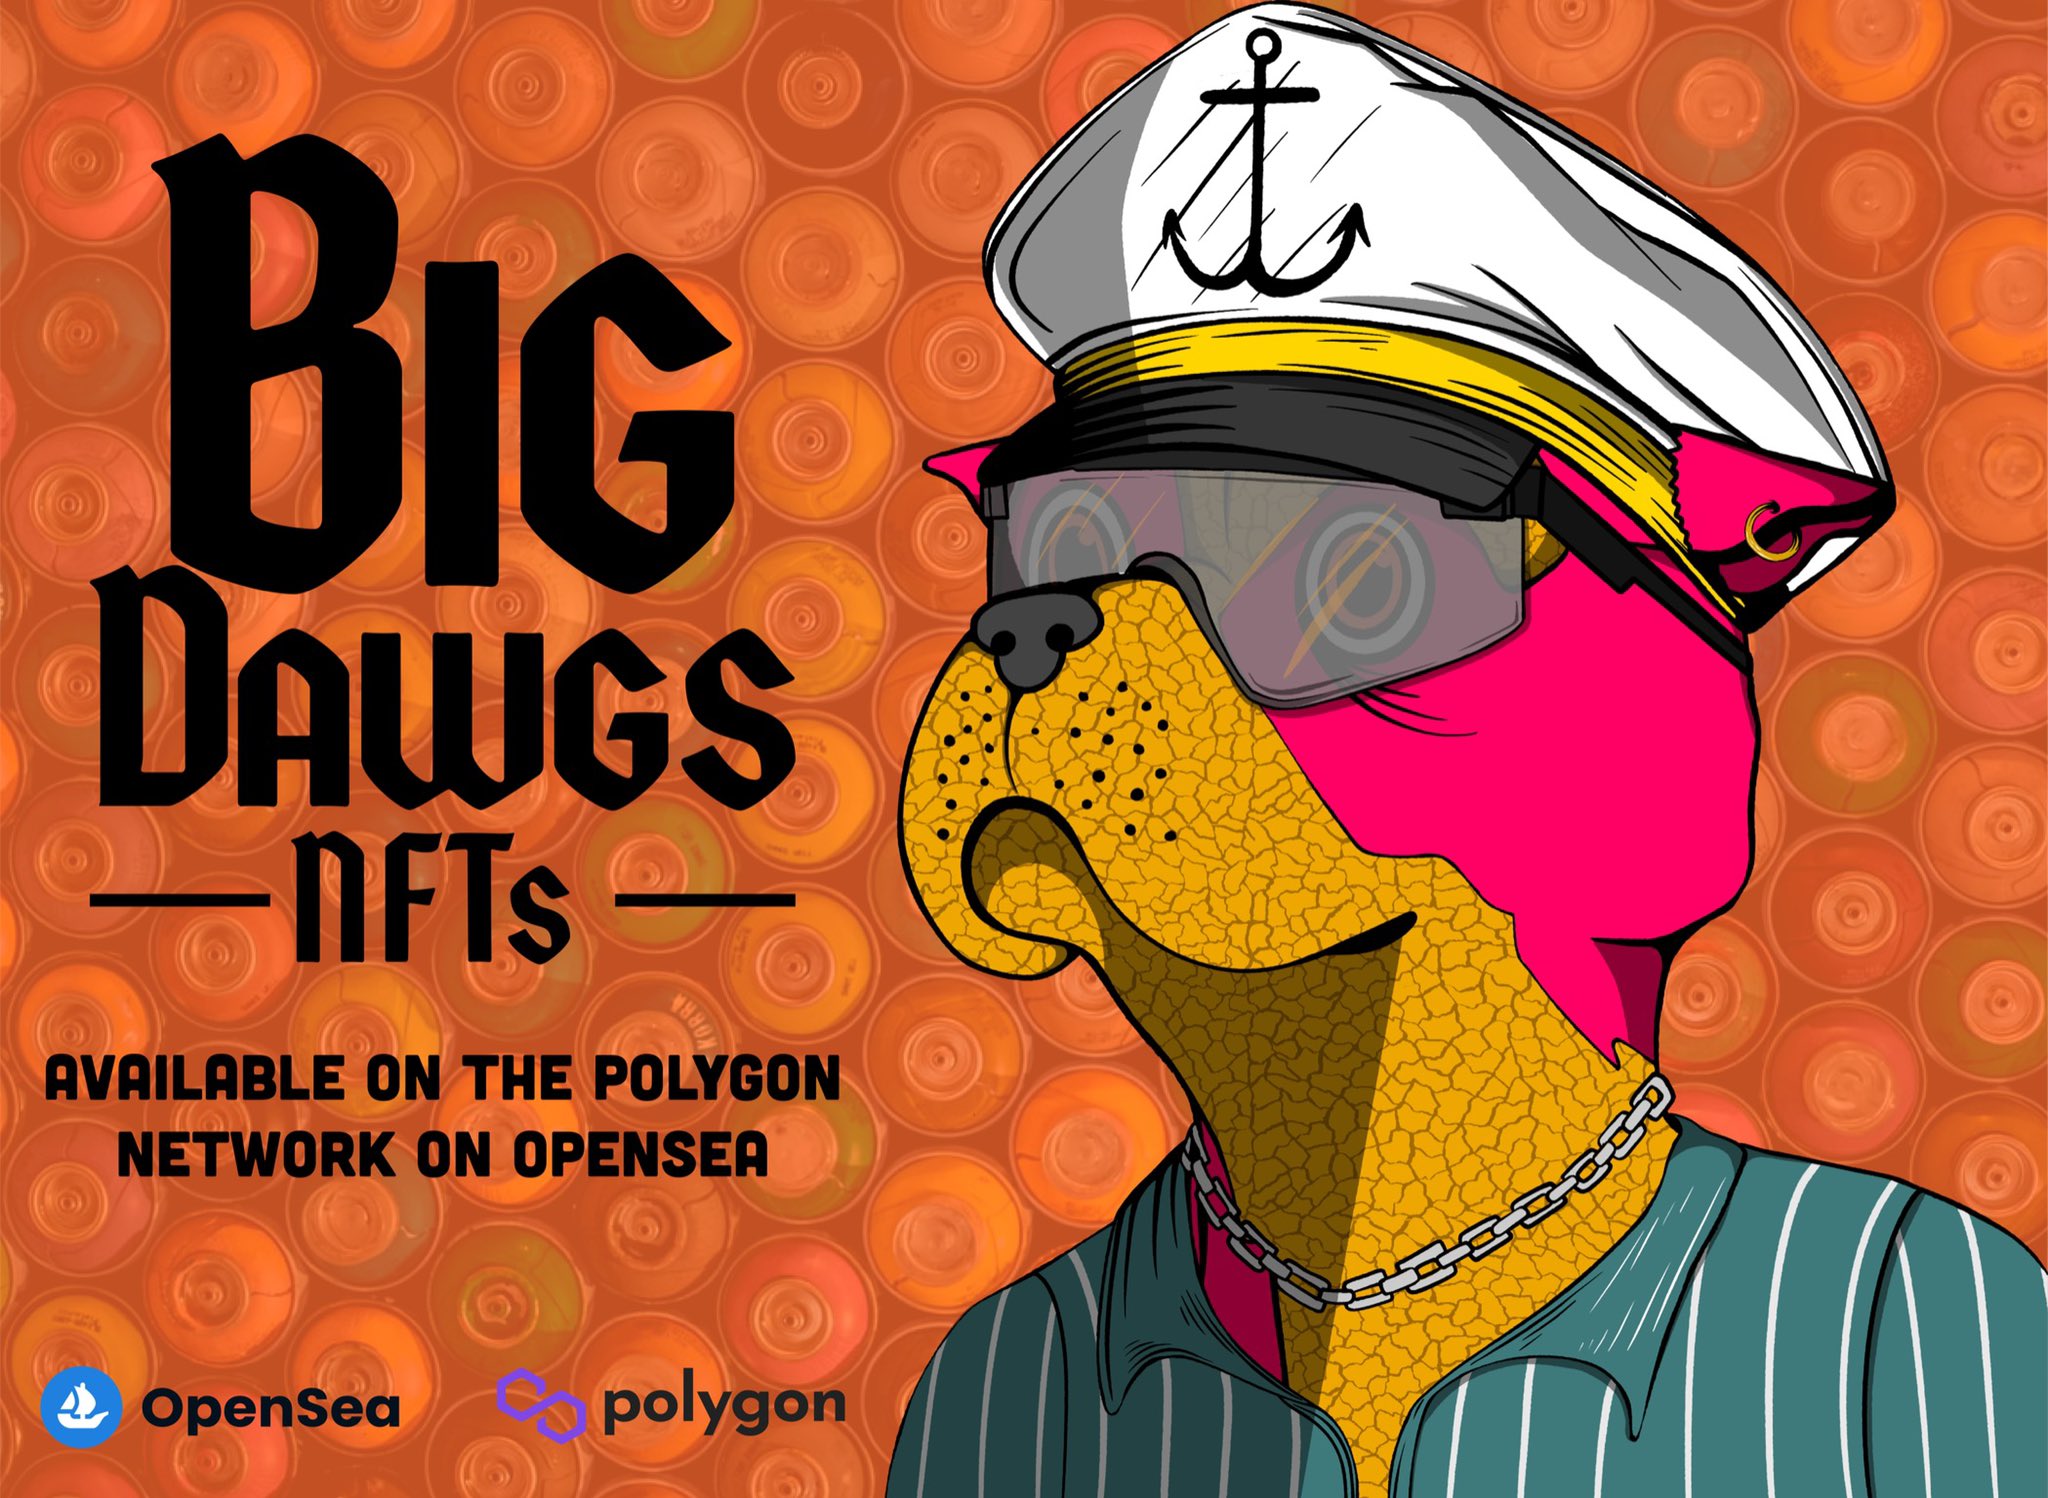 BIG
DAWGS
NFTs
AVAILABLE ON THE POLYGON
NETWORK ON OPENSEA
OpenSea
polygon